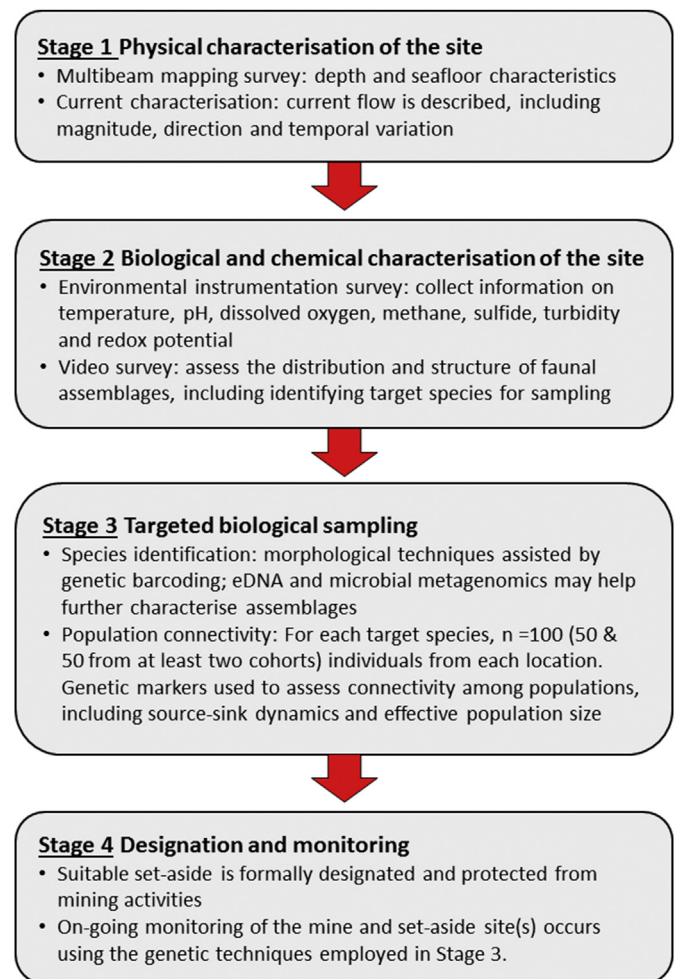 Stage 1 Physical characterisation of the site
• Multibeam mapping survey: depth and seafloor characteristics
• Current characterisation: current flow is described, including
magnitude, direction and temporal variation
Stage 2 Biological and chemical characterisation of the site
• Environmental instrumentation survey: collect information on
temperature, pH, dissolved oxygen, methane, sulfide, turbidity
and redox potential
• Video survey: assess the distribution and structure of faunal
assemblages, including identifying target species for sampling
Stage 3 Targeted biological sampling
• Species identification: morphological techniques assisted by
genetic barcoding; eDNA and microbial metagenomics may help
further characterise assemblages
• Population connectivity: For each target species, n =100 (50 &
50 from at least two cohorts) individuals from each location.
Genetic markers used to assess connectivity among populations,
including source-sink dynamics and effective population size
Stage 4 Designation and monitoring
• Suitable set-aside is formally designated and protected from
mining activities
• On-going monitoring of the mine and set-aside site(s) occurs
using the genetic techniques employed in Stage 3.